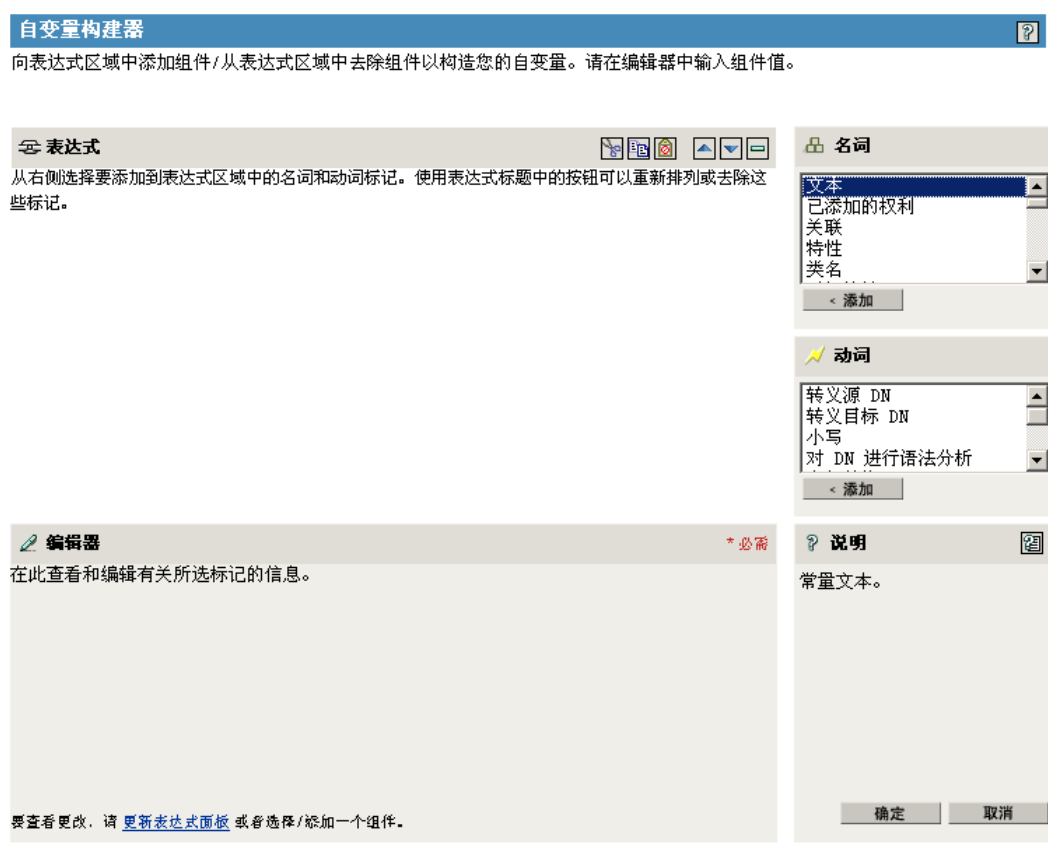 自变量构建器
向表达式区域中添加组件/从表达式区域中去除组件以构造您的自变量。请在编辑器中输入组件值。
表达式
从右侧选择要添加到表达式区域中的名词和动词标记。使用表达式标题中的按钮可以重新排列或去除这
些标记。
名词
文本
已添加的权利
关联
特性
类名
< 添加
动词
转义源 DN
转义目标 DN
小写
对 DN 进行语法分析
< 添加
编辑器
*必需
在此查看和编辑有关所选标记的信息。
要查看更改，请 更新表达式面板 或者选择/添加一个组件。
说明
常量文本。
确定
取消